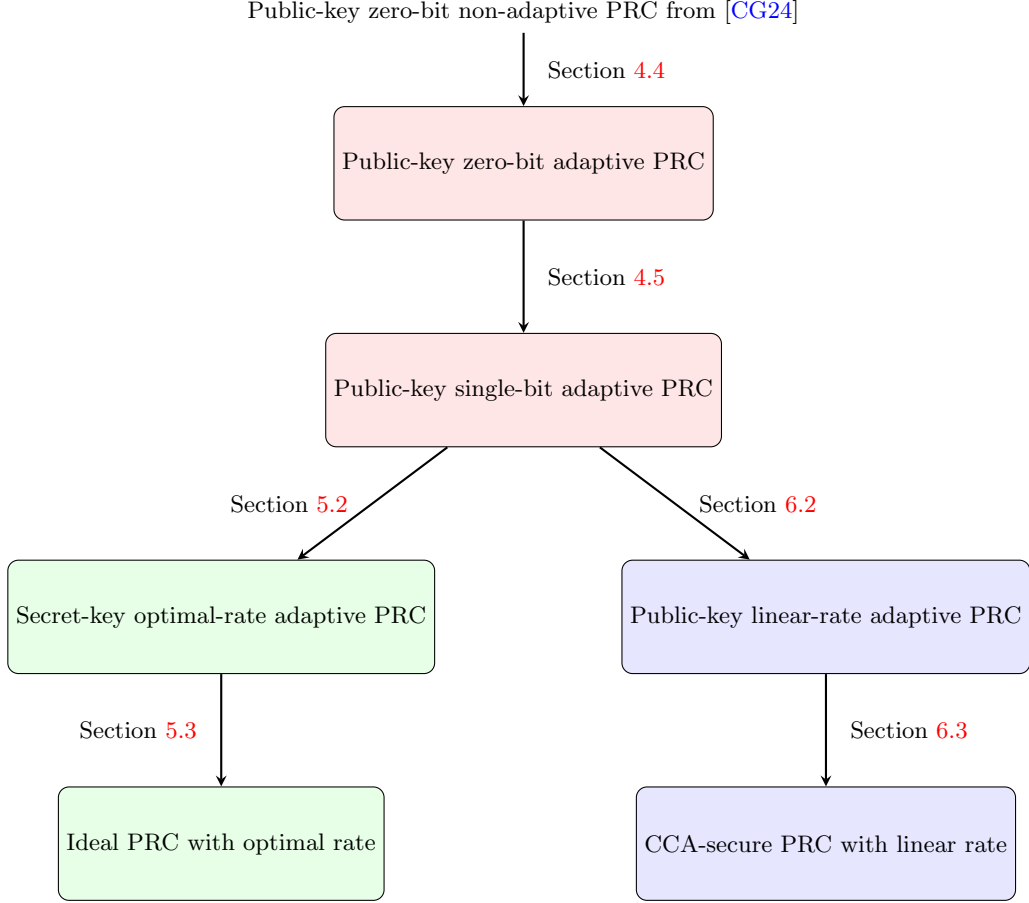 Public-key zero-bit non-adaptive PRC from [CG24]
Section 4.4
Public-key zero-bit adaptive PRC
Section 4.5
Public-key single-bit adaptive PRC
Section 5.2
Section 6.2
Secret-key optimal-rate adaptive PRC
Public-key linear-rate adaptive PRC
Section 5.3
Section 6.3
Ideal PRC with optimal rate
CCA-secure PRC with linear rate